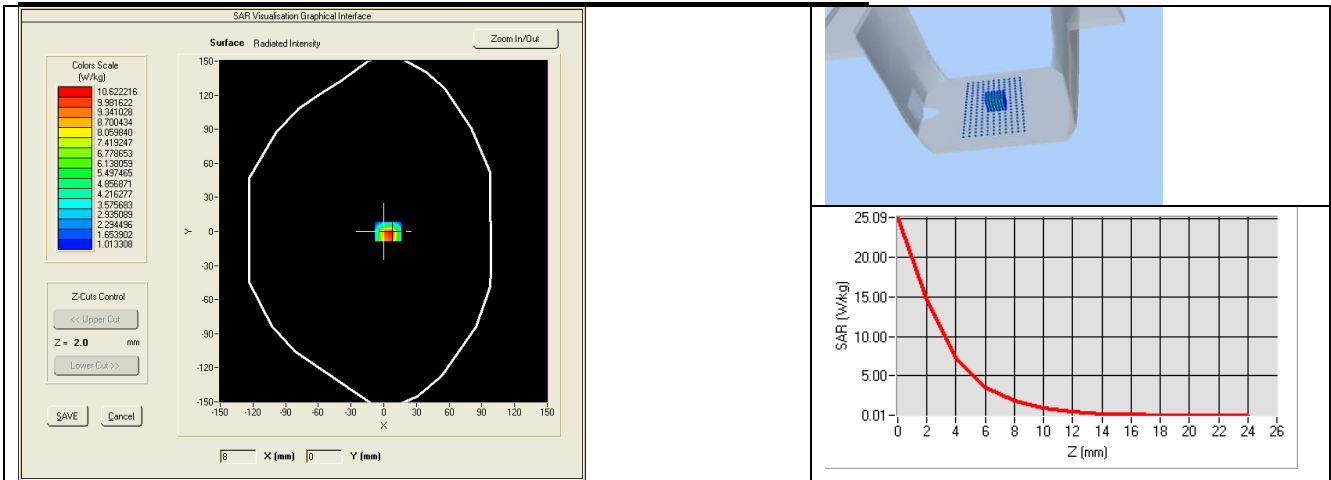 SAR Visualisation Graphical Interface
Surface Radiated Intensity
Zoom In/Out
Colors Scale
(W/kg)
10.622216
9.981622
9.341028
8.700434
8.059840
7.419247
6.778653
6.138059
5.497465
4.856871
4.216277
3.575683
2.935089
2.294496
1.653902
1.013308
Z-Cuts Control
<< Upper Cut
Z = 2.0 mm
Lower Cut >>
SAVE Cancel
150
120
90
60
30
0
-30
-60
-90
-120
-150
Y
-150 -120 -90 -60 -30 0 30 60 90 120 150
X
8 X (mm) 0 Y (mm)
25.09
20.00
15.00
10.00
5.00
0.01
SAR (W/kg)
0 2 4 6 8 10 12 14 16 18 20 22 24 26
Z (mm)